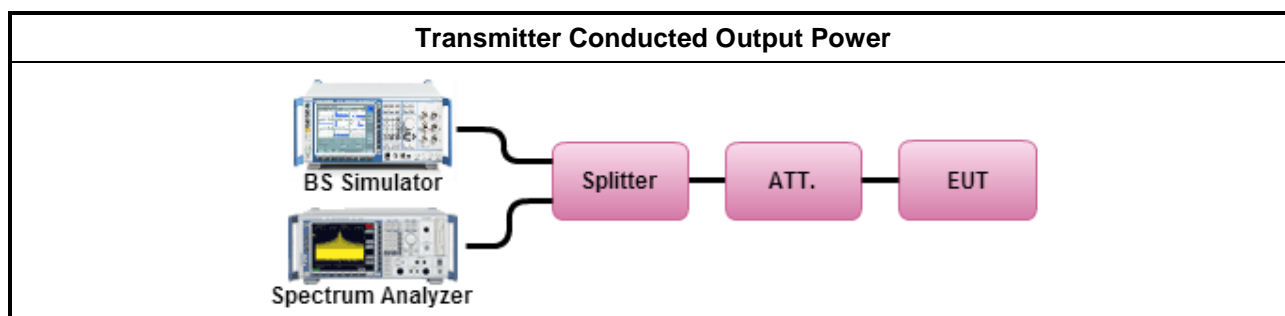 Transmitter Conducted Output Power
BS Simulator
Splitter
ATT.
EUT
Spectrum Analyzer